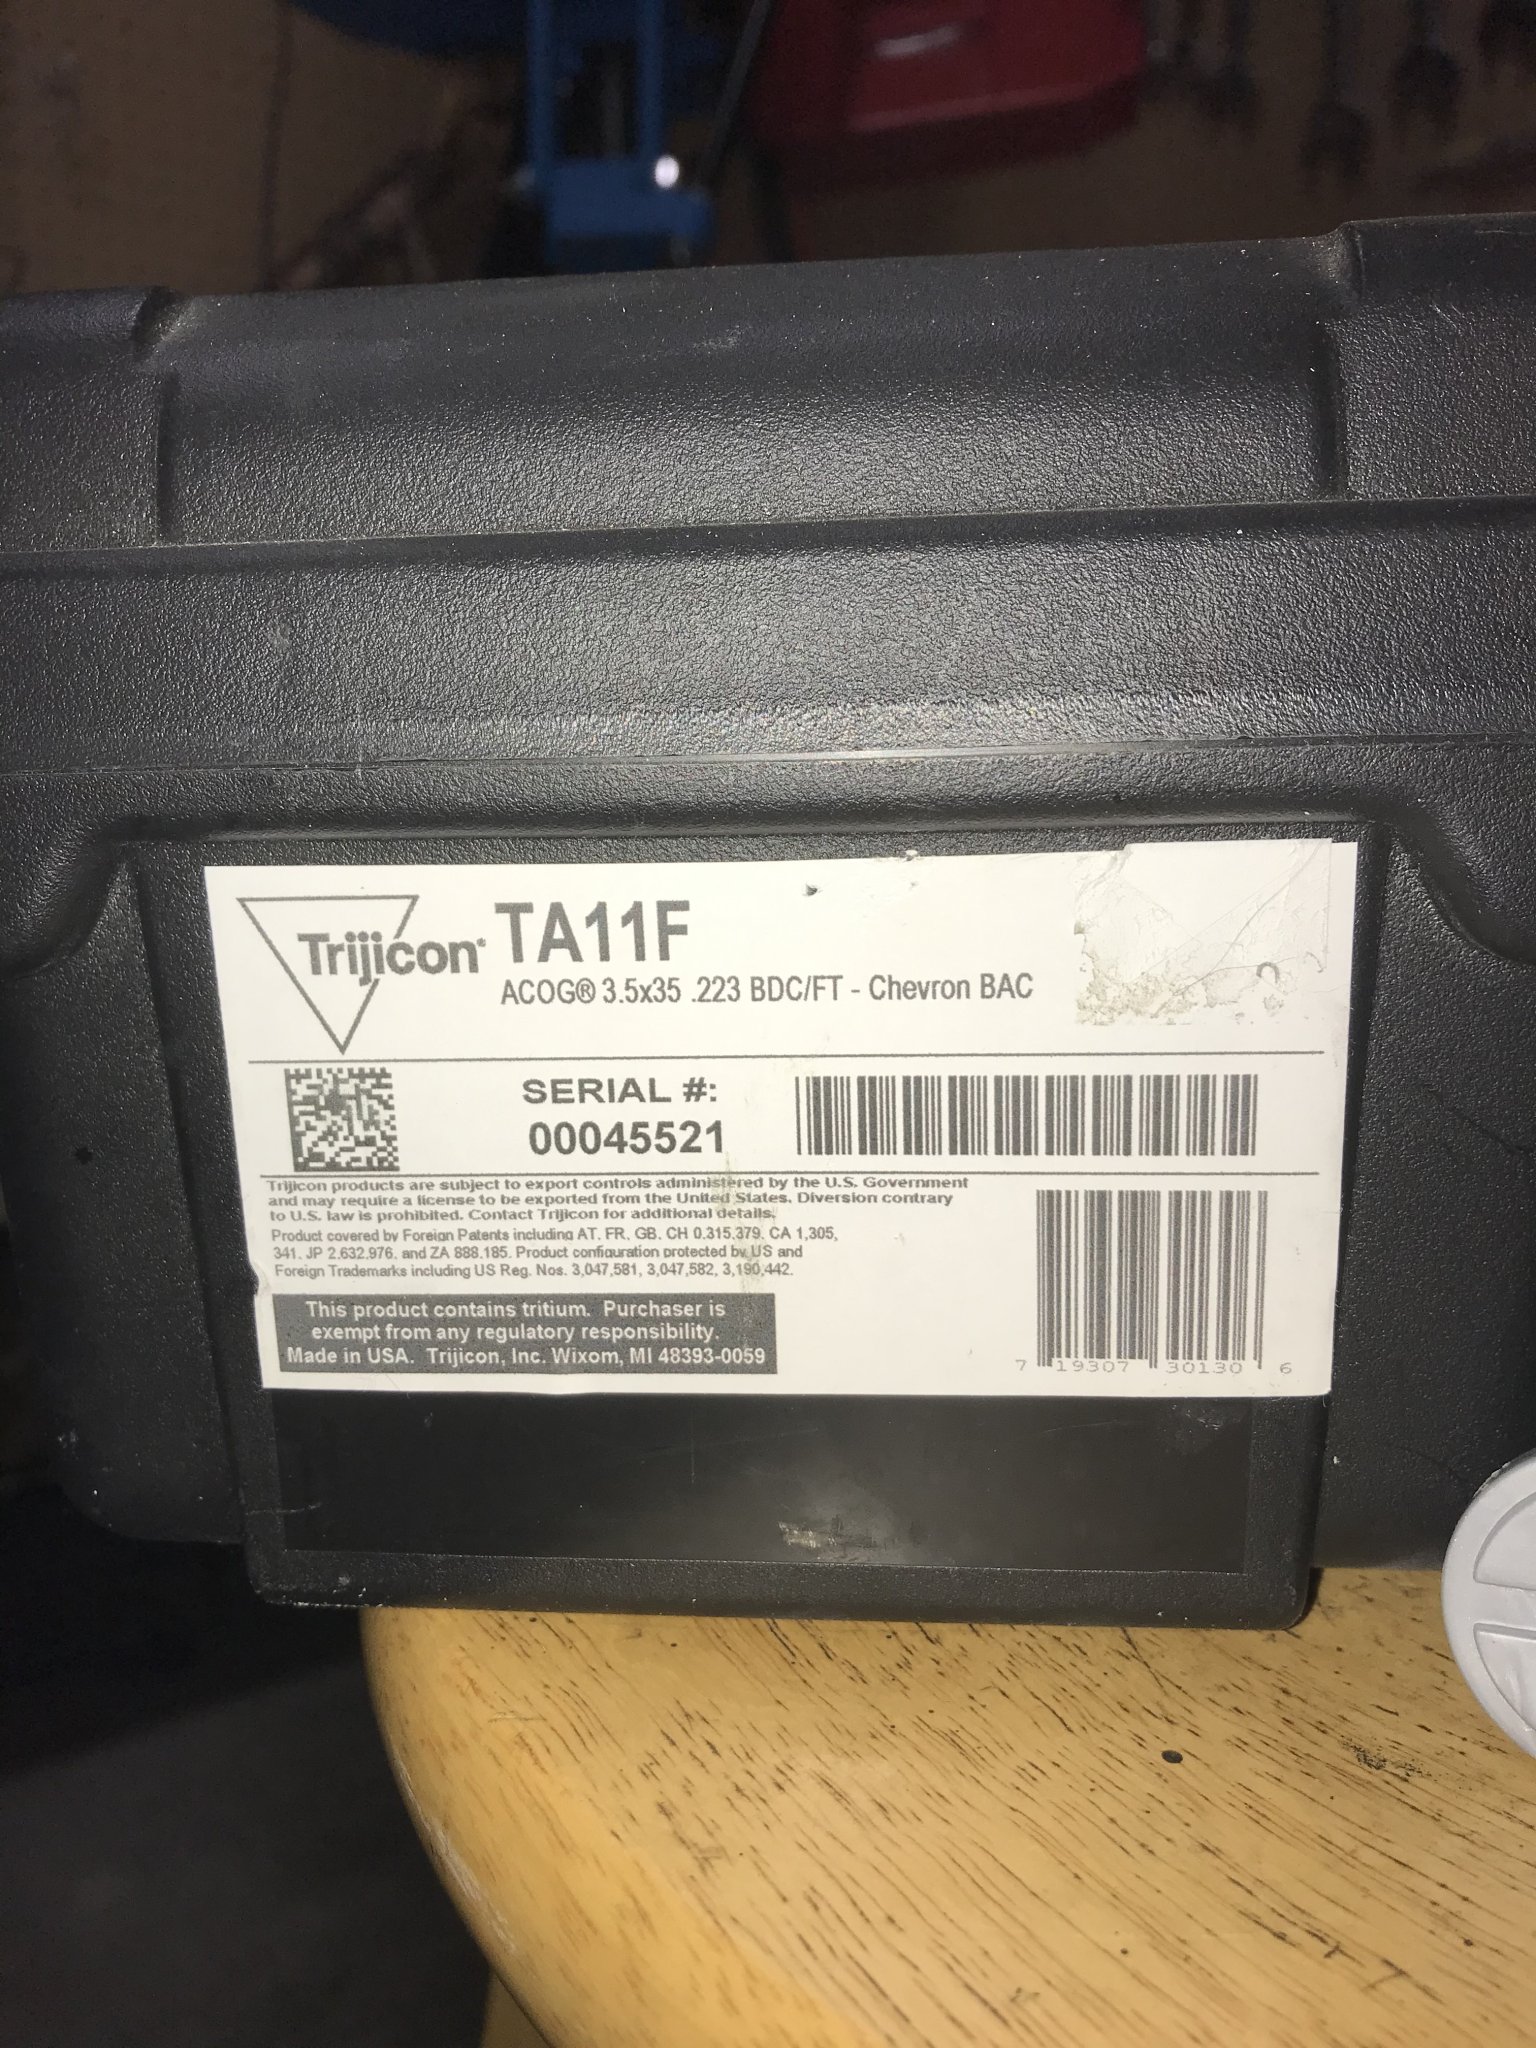 Trijicon®
TA11F
ACOG® 3.5x35 .223 BDC/FT - Chevron BAC
SERIAL #:
00045521
Trijicon products are subject to export controls administered by the U.S. Government
and may require a license to be exported from the United States. Diversion contrary
to U.S. law is prohibited. Contact Trijicon for additional details.
Product covered by Foreign Patents including AT, FR, GB, CH 0.315.379, CA 1,305,
341, JP 2.632.976, and ZA 888.185. Product configuration protected by US and
Foreign Trademarks including US Reg. Nos. 3,047,581, 3,047,582, 3,190,442.
This product contains tritium. Purchaser is
exempt from any regulatory responsibility.
Made in USA. Trijicon, Inc. Wixom, MI 48393-0059
7 19307 30130 6